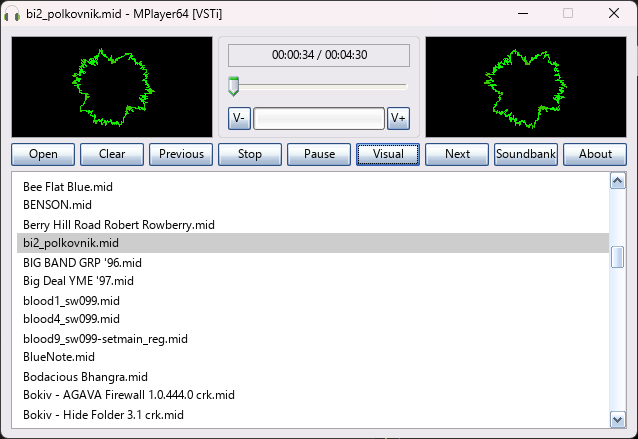 bi2_polkovnik.mid - MPlayer64 [VSTi]
00:00:34 / 00:04:30
V- V+
Open Clear Previous Stop Pause Visual Next Soundbank About
Bee Flat Blue.mid
BENSON.mid
Berry Hill Road Robert Rowberry.mid
bi2_polkovnik.mid
BIG BAND GRP '96.mid
Big Deal YME '97.mid
blood1_sw099.mid
blood4_sw099.mid
blood9_sw099-setmain_reg.mid
BlueNote.mid
Bodacious Bhangra.mid
Bokiv - AGAVA Firewall 1.0.444.0 crk.mid
Bokiv - Hide Folder 3.1 crk.mid